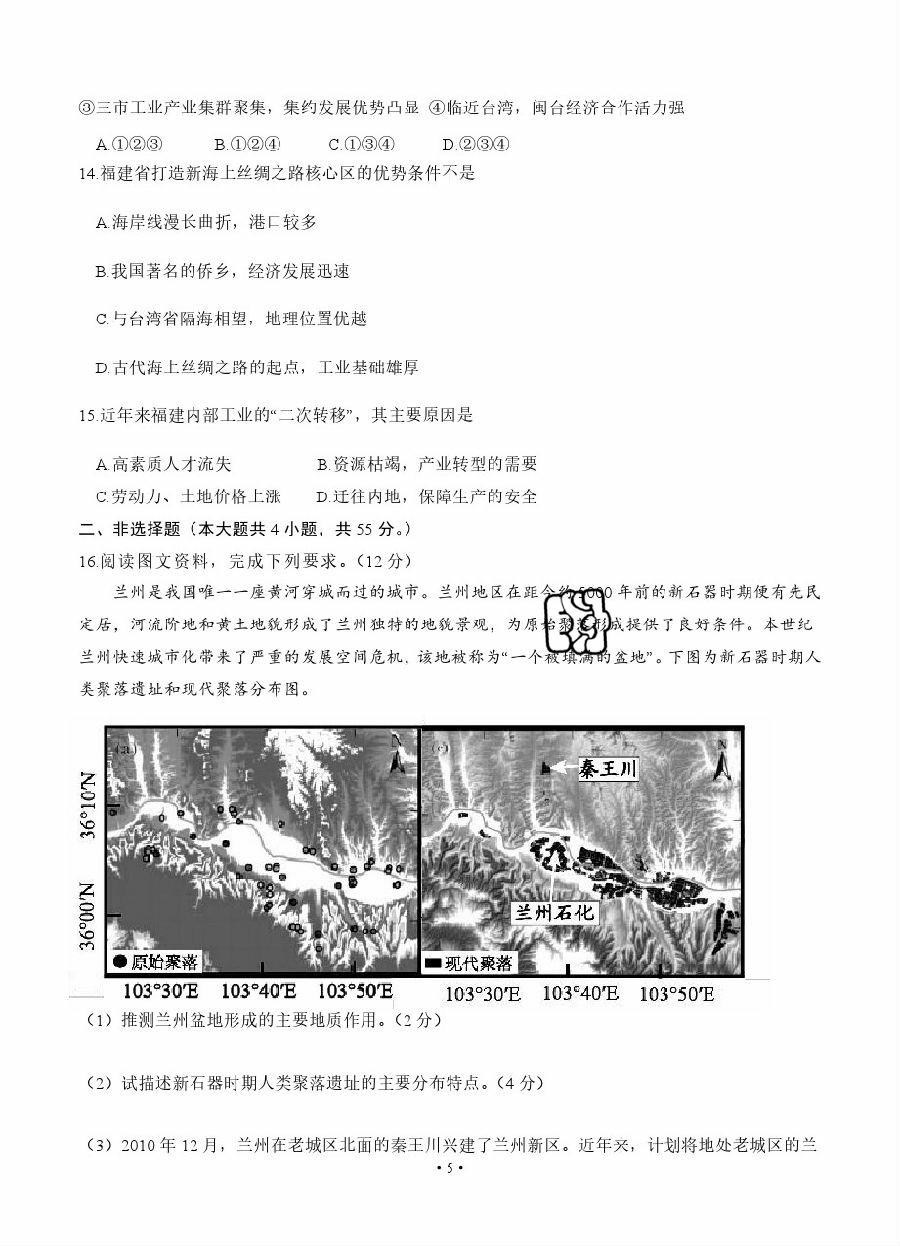 ③三市工业产业集群聚集，集约发展优势凸显 ④临近台湾，闽台经济合作活力强
A.①②③ B.①②④ C.①③④ D.②③④
14.福建省打造新海上丝绸之路核心区的优势条件不是
A.海岸线漫长曲折，港口较多
B.我国著名的侨乡，经济发展迅速
C.与台湾省隔海相望，地理位置优越
D.古代海上丝绸之路的起点，工业基础雄厚
15.近年来福建内部工业的“二次转移”，其主要原因是
A.高素质人才流失 B.资源枯竭，产业转型的需要
C.劳动力、土地价格上涨 D.迁往内地，保障生产的安全
二、非选择题（本大题共 4 小题，共 55 分。）
16.阅读图文资料，完成下列要求。（12 分）
兰州是我国唯一一座黄河穿城而过的城市。兰州地区在距今约 5000 年前的新石器时期便有先民
定居，河流阶地和黄土地貌形成了兰州独特的地貌景观，为原始聚落形成提供了良好条件。本世纪
兰州快速城市化带来了严重的发展空间危机，该地被称为“一个被填满的盆地”。下图为新石器时期人
类聚落遗址和现代聚落分布图。
(a) N (c) N
秦王川
36°10′N
兰州石化
36°00′N
原始聚落 现代聚落
103°30′E 103°40′E 103°50′E 103°30′E 103°40′E 103°50′E
（1）推测兰州盆地形成的主要地质作用。（2 分）
（2）试描述新石器时期人类聚落遗址的主要分布特点。（4 分）
（3）2010 年 12 月，兰州在老城区北面的秦王川兴建了兰州新区。近年来，计划将地处老城区的兰
• 5 •